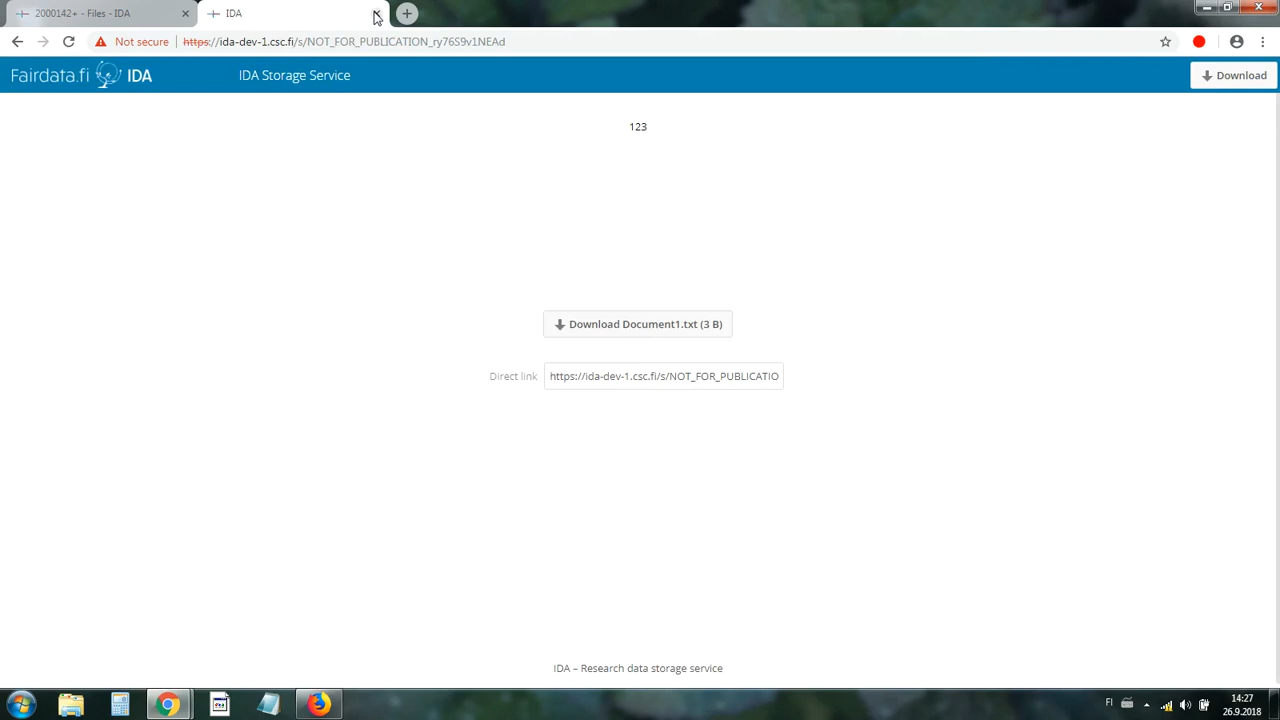 2000142+ - Files - IDA
IDA
Not secure https://ida-dev-1.csc.fi/s/NOT_FOR_PUBLICATION_ry76S9v1NEAd
Fairdata.fi IDA IDA Storage Service Download
123
Download Document1.txt (3 B)
Direct link https://ida-dev-1.csc.fi/s/NOT_FOR_PUBLICATIO
IDA – Research data storage service
FI 14:27
26.9.2018